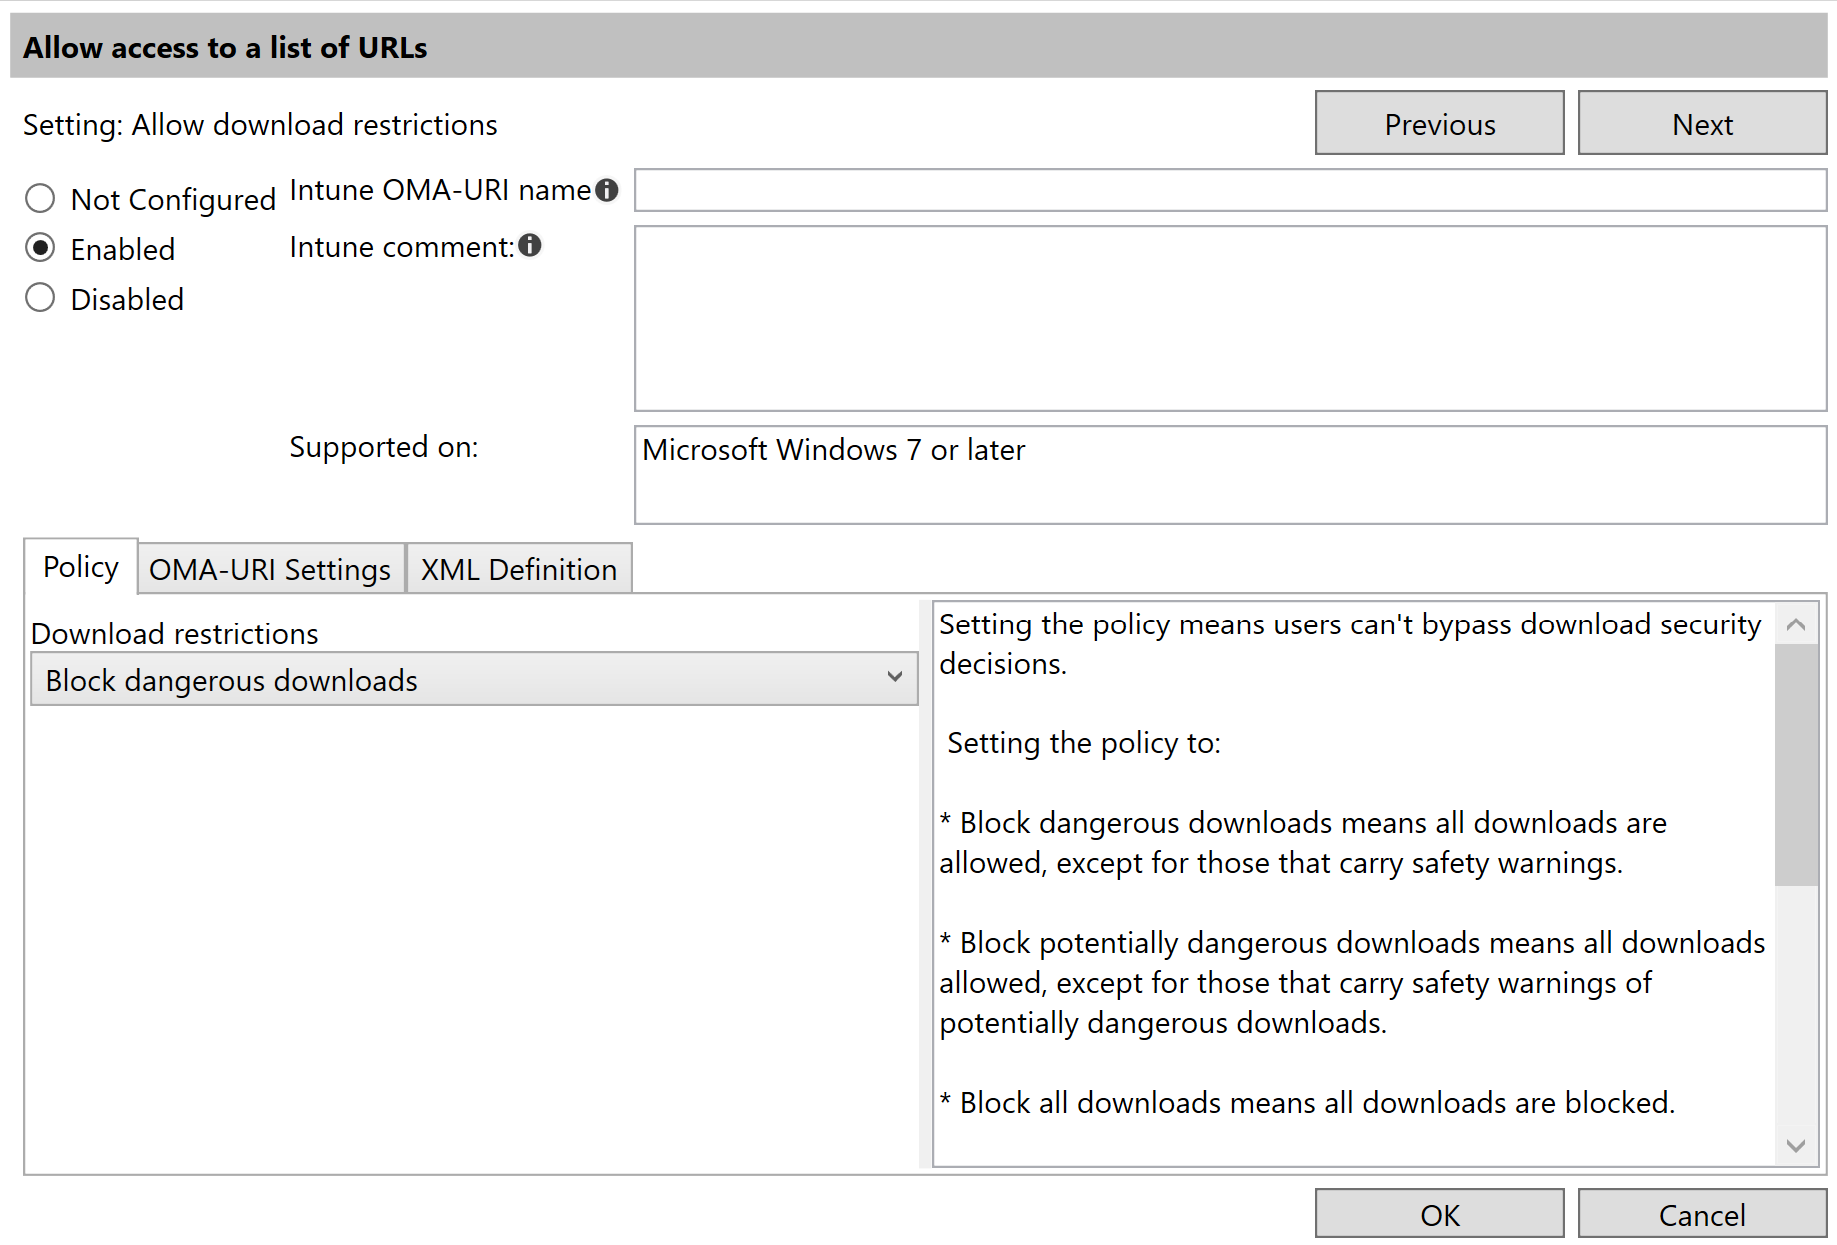 Allow access to a list of URLs
Setting: Allow download restrictions
Previous
Next
Not Configured
Enabled
Disabled
Intune OMA-URI name
Intune comment:
Supported on:
Microsoft Windows 7 or later
Policy
OMA-URI Settings
XML Definition
Download restrictions
Block dangerous downloads
Setting the policy means users can't bypass download security
decisions.
Setting the policy to:
* Block dangerous downloads means all downloads are
allowed, except for those that carry safety warnings.
* Block potentially dangerous downloads means all downloads
allowed, except for those that carry safety warnings of
potentially dangerous downloads.
* Block all downloads means all downloads are blocked.
OK
Cancel